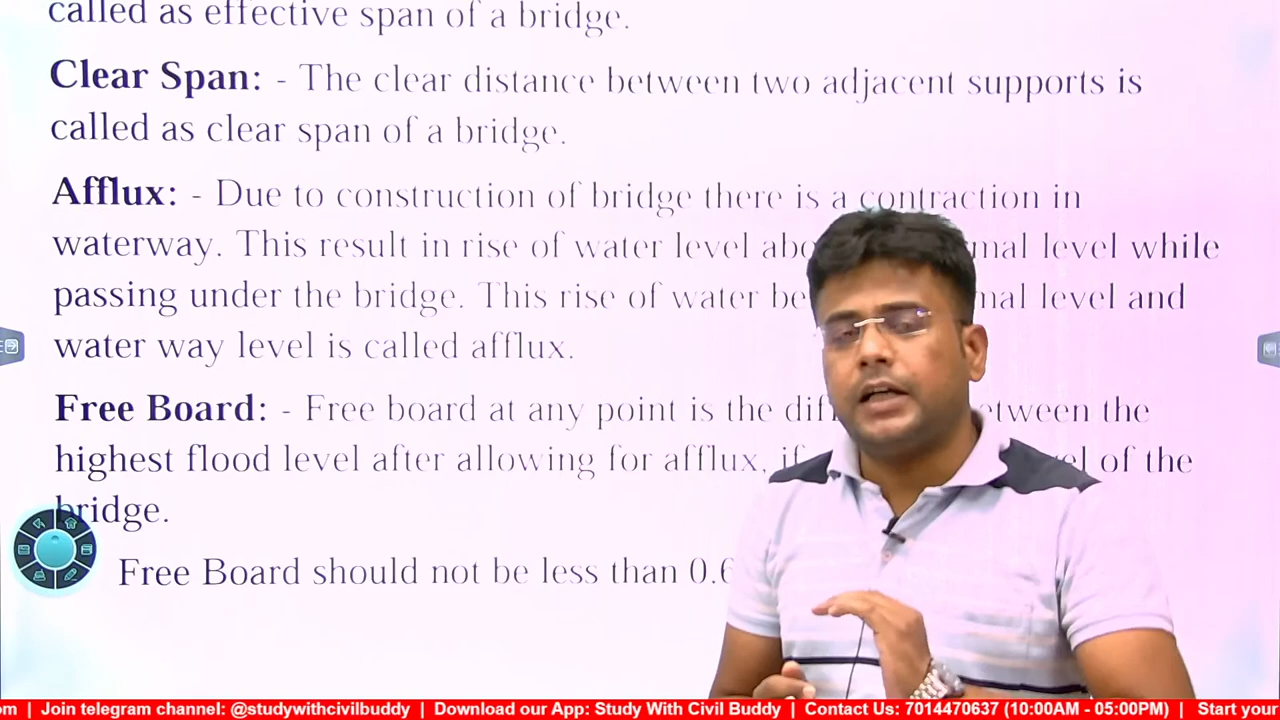 called as effective span of a bridge.
Clear Span: - The clear distance between two adjacent supports is
called as clear span of a bridge.
Afflux: - Due to construction of bridge there is a contraction in
waterway. This result in rise of water level mal level while
passing under the bridge. This rise of water mal level and
water way level is called afflux.
Free Board: - Free board at any point is the etween the
highest flood level after allowing for afflux, if el of the
bridge.
Free Board should not be less than 0.6
om | Join telegram channel: @studywithcivilbuddy | Download our App: Study With Civil Buddy | Contact Us: 7014470637 (10:00AM - 05:00PM) | Start your